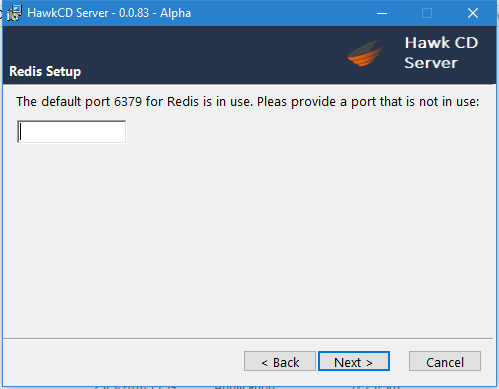 HawkCD Server - 0.0.83 - Alpha
Hawk CD
Server
Redis Setup
The default port 6379 for Redis is in use. Pleas provide a port that is not in use:
< Back
Next >
Cancel